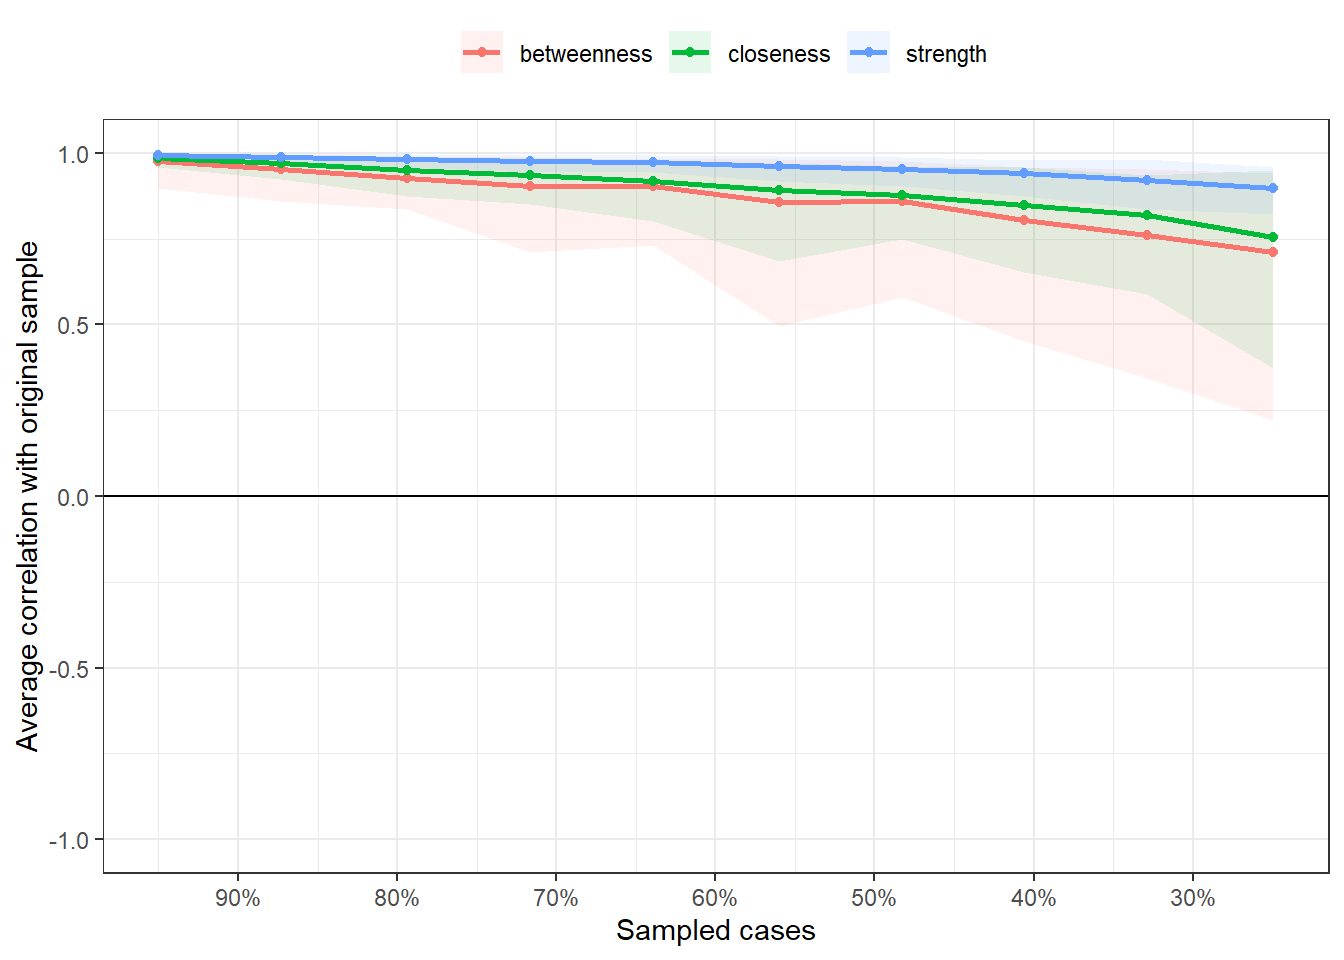 betweenness closeness strength
Average correlation with original sample
1.0
0.5
0.0
-0.5
-1.0
90% 80% 70% 60% 50% 40% 30%
Sampled cases